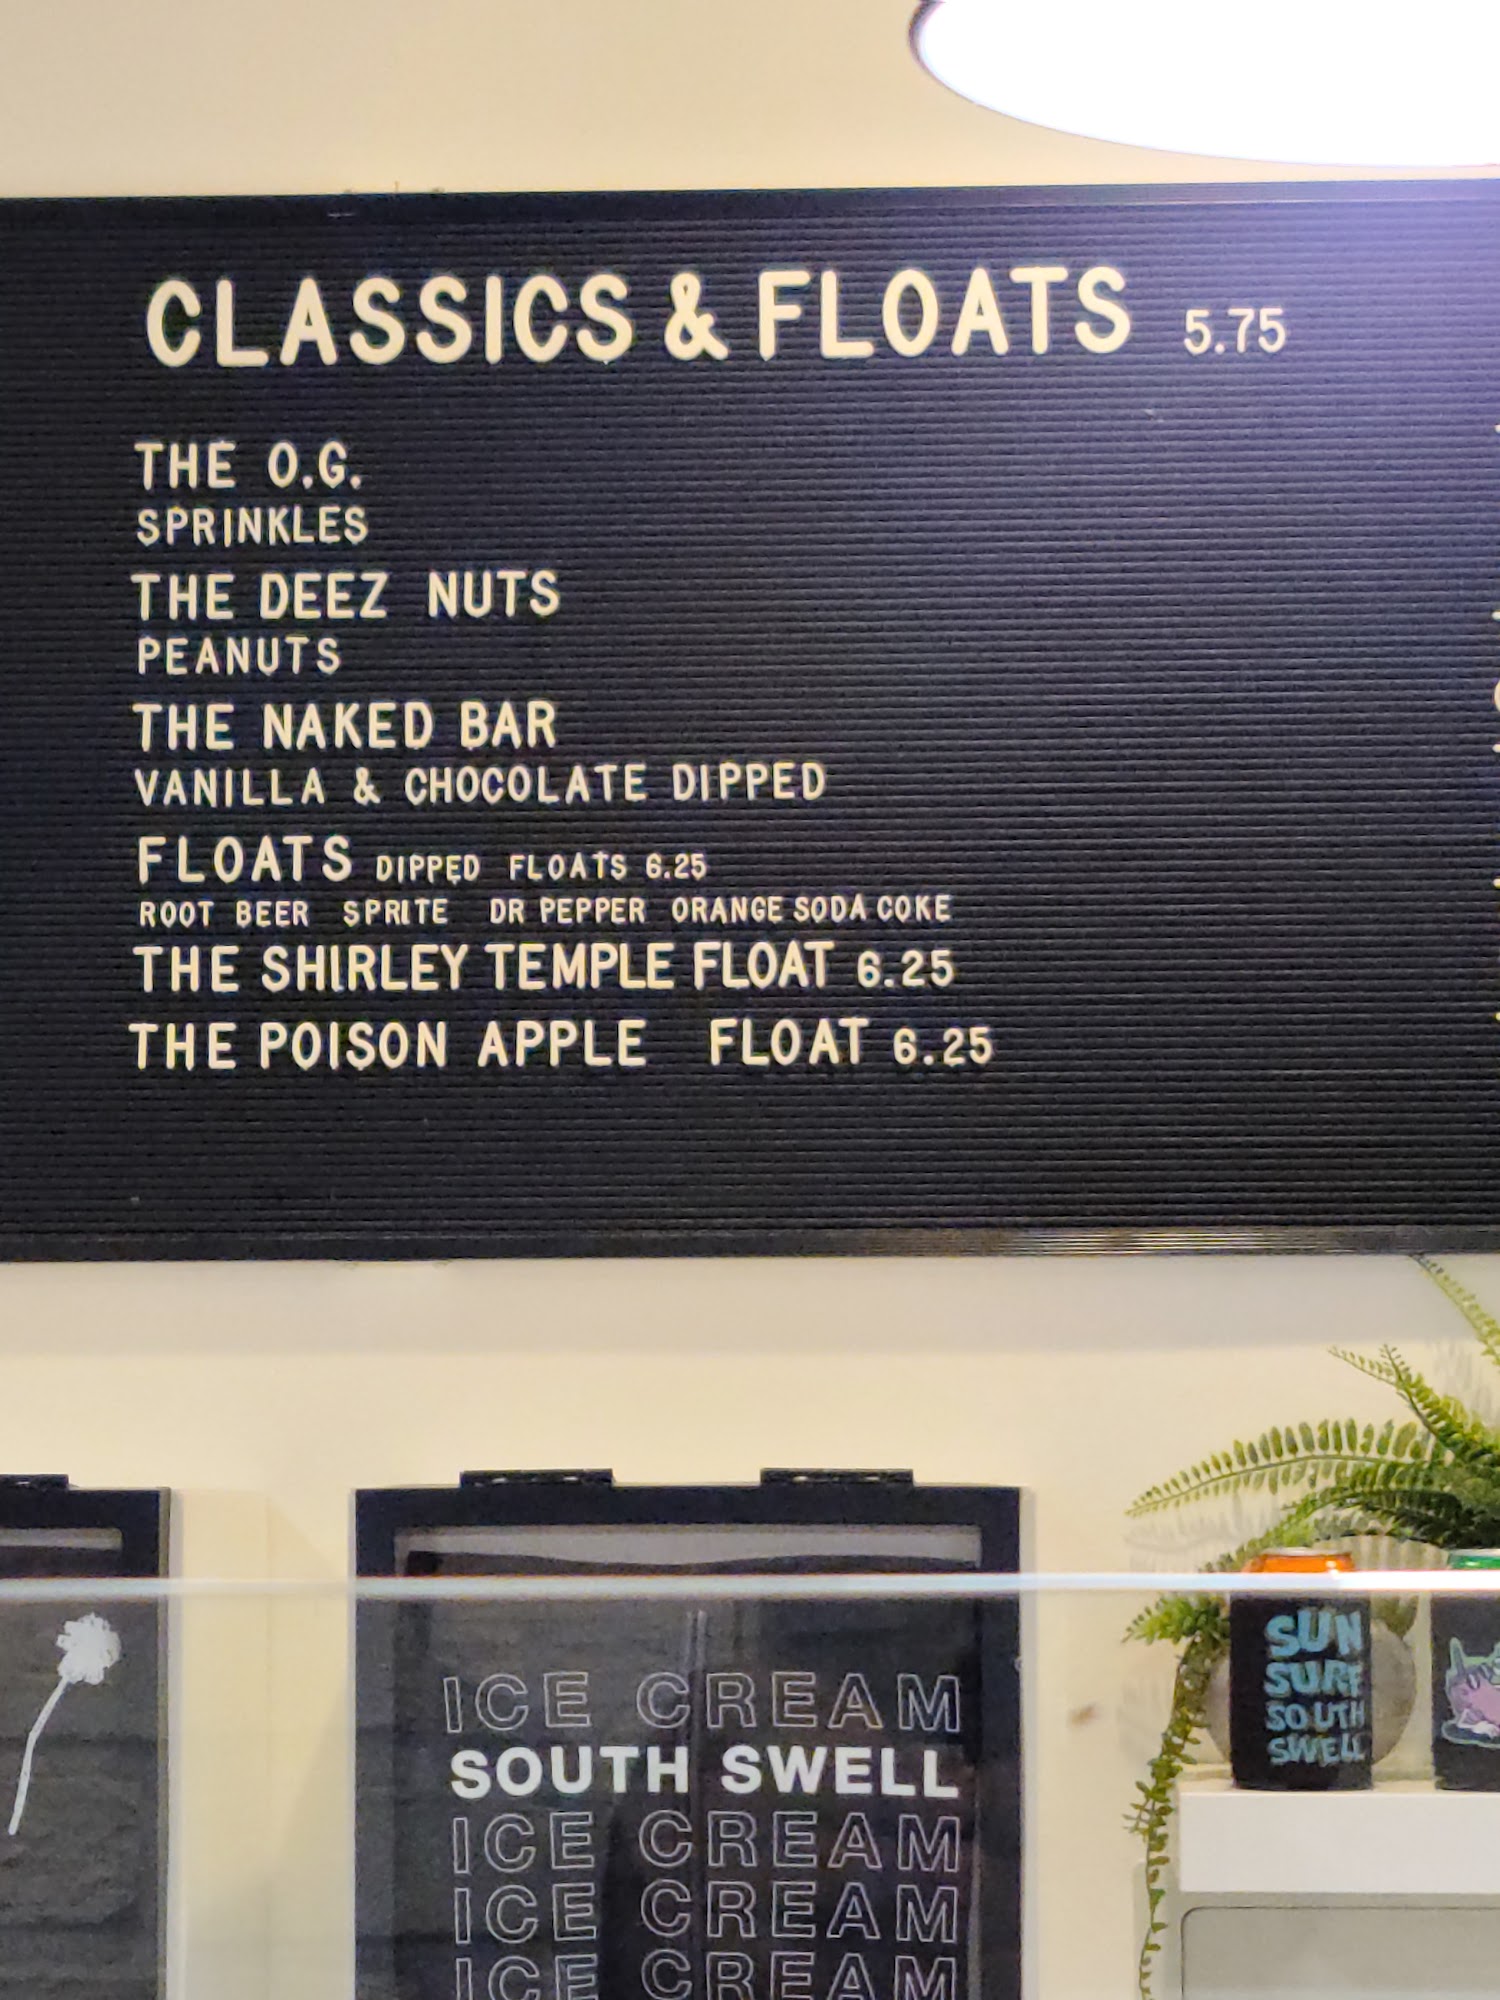 CLASSICS & FLOATS 5.75
THE O.G.
SPRINKLES
THE DEEZ NUTS
PEANUTS
THE NAKED BAR
VANILLA & CHOCOLATE DIPPED
FLOATS DIPPED FLOATS 6.25
ROOT BEER SPRITE DR PEPPER ORANGE SODA COKE
THE SHIRLEY TEMPLE FLOAT 6.25
THE POISON APPLE FLOAT 6.25
ICE CREAM
SOUTH SWELL
ICE CREAM
ICE CREAM
ICE CREAM
SUN
SURF
SOUTH
SWELL